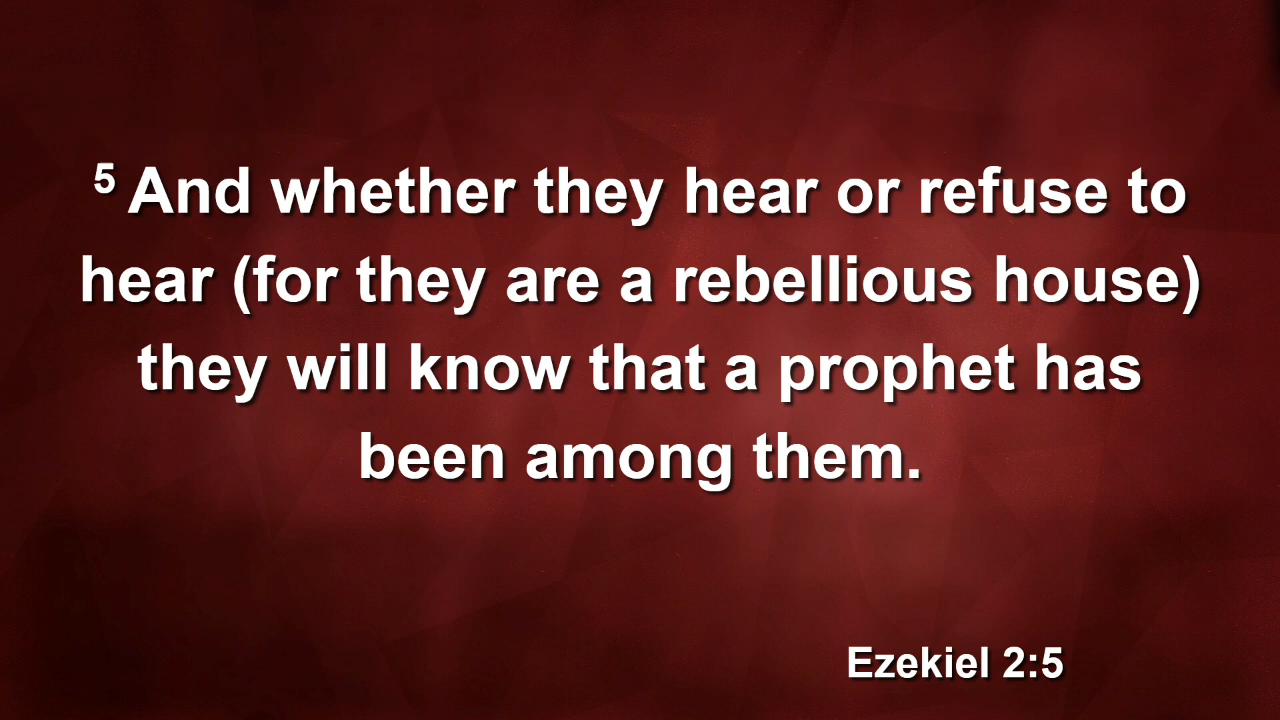 5 And whether they hear or refuse to
hear (for they are a rebellious house)
they will know that a prophet has
been among them.
Ezekiel 2:5